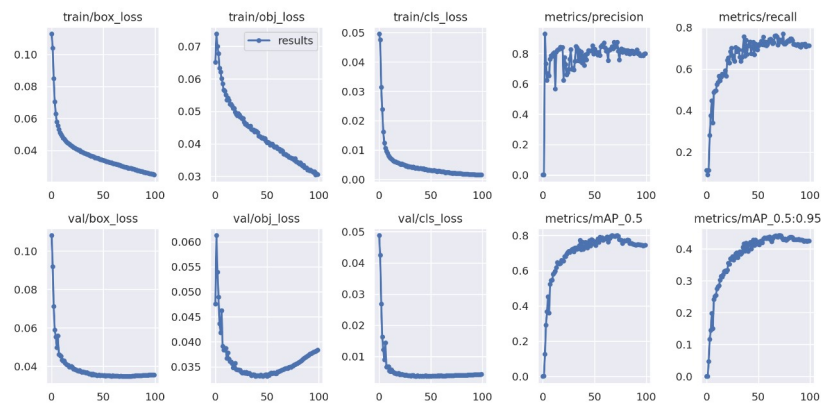 train/box_loss
0.10
0.08
0.06
0.04
0 50 100
train/obj_loss
results
0.07
0.06
0.05
0.04
0.03
0 50 100
train/cls_loss
0.05
0.04
0.03
0.02
0.01
0.00
0 50 100
metrics/precision
0.8
0.6
0.4
0.2
0.0
0 50 100
metrics/recall
0.8
0.6
0.4
0.2
0 50 100
val/box_loss
0.10
0.08
0.06
0.04
0 50 100
val/obj_loss
0.060
0.055
0.050
0.045
0.040
0.035
0 50 100
val/cls_loss
0.05
0.04
0.03
0.02
0.01
0 50 100
metrics/mAP_0.5
0.8
0.6
0.4
0.2
0.0
0 50 100
metrics/mAP_0.5:0.95
0.4
0.3
0.2
0.1
0.0
0 50 100